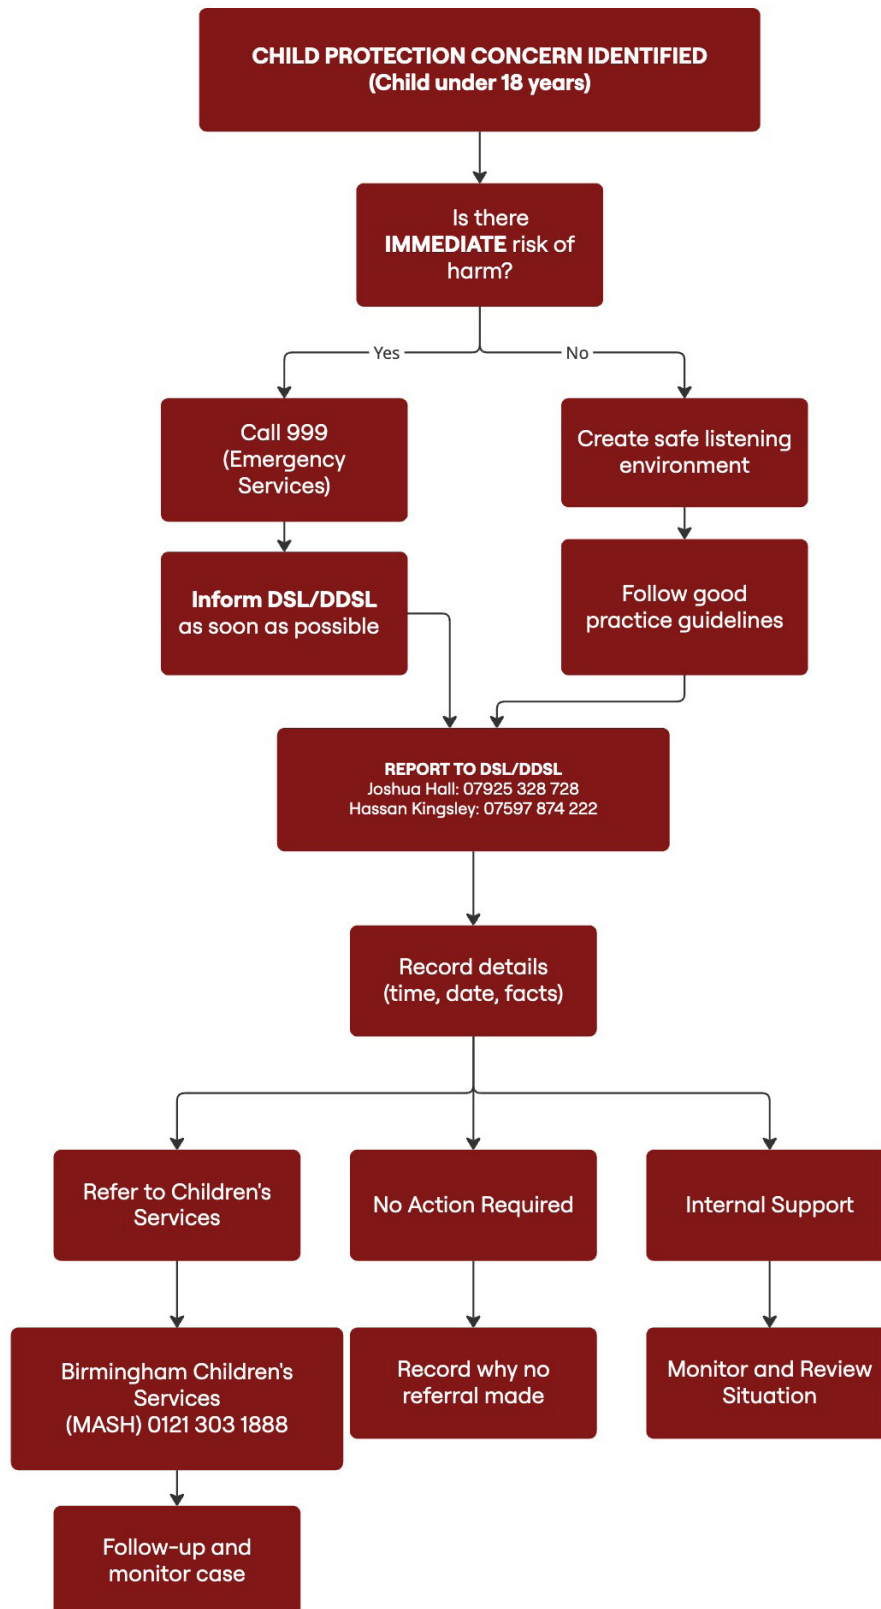 CHILD PROTECTION CONCERN IDENTIFIED
(Child under 18 years)
Is there
IMMEDIATE risk of
harm?
Yes
No
Call 999
(Emergency
Services)
Create safe listening
environment
Inform DSL/DDSL
as soon as possible
Follow good
practice guidelines
REPORT TO DSL/DDSL
Joshua Hall: 07925 328 728
Hassan Kingsley: 07597 874 222
Record details
(time, date, facts)
Refer to Children's
Services
No Action Required
Internal Support
Birmingham Children's
Services
(MASH) 0121 303 1888
Record why no
referral made
Monitor and Review
Situation
Follow-up and
monitor case